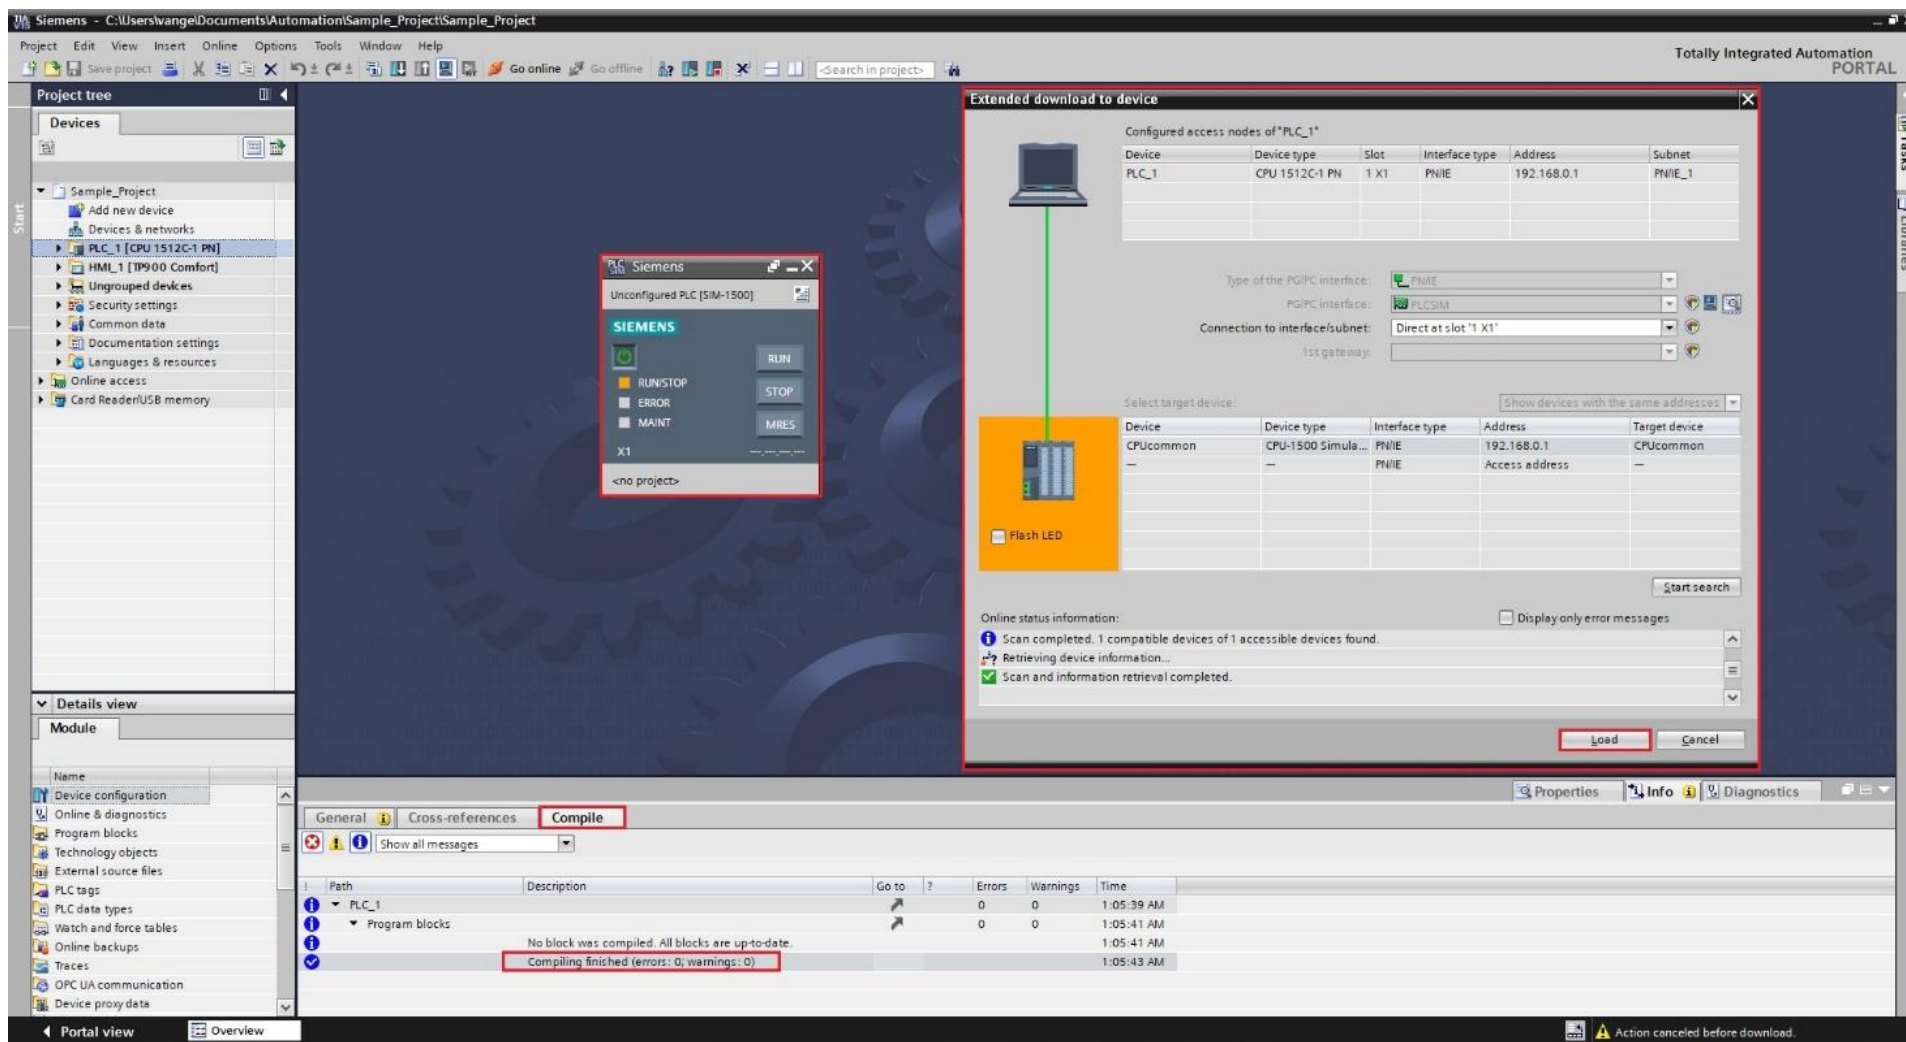 Siemens - C:\Users\vange\Documents\Automation\Sample_Project\Sample_Project
Project Edit View Insert Online Options Tools Window Help
Totally Integrated Automation
PORTAL
Save project Go online Go offline <Search in project>
Project tree
Devices
Start
Sample_Project
Add new device
Devices & networks
PLC_1 [CPU 1512C-1 PN]
HMI_1 [TP900 Comfort]
Ungrouped devices
Security settings
Common data
Documentation settings
Languages & resources
Online access
Card Reader/USB memory
Details view
Module
Name
Device configuration
Online & diagnostics
Program blocks
Technology objects
External source files
PLC tags
PLC data types
Watch and force tables
Online backups
Traces
OPC UA communication
Device proxy data
Siemens
Unconfigured PLC [SIM-1500]
SIEMENS
RUN
RUN/STOP
STOP
ERROR
MAINT
MRES
X1 ---.---.---.---
<no project>
Extended download to device
Configured access nodes of "PLC_1"
Device Device type Slot Interface type Address Subnet
PLC_1 CPU 1512C-1 PN 1 X1 PN/IE 192.168.0.1 PN/IE_1
Type of the PG/PC interface: PN/IE
PG/PC interface: PLCSIM
Connection to interface/subnet: Direct at slot '1 X1'
1st gateway:
Select target device: Show devices with the same addresses
Device Device type Interface type Address Target device
CPUcommon CPU-1500 Simula... PN/IE 192.168.0.1 CPUcommon
— — PN/IE Access address —
Flash LED
Start search
Online status information:
Display only error messages
Scan completed. 1 compatible devices of 1 accessible devices found.
Retrieving device information...
Scan and information retrieval completed.
Load Cancel
Properties Info Diagnostics
General Cross-references Compile
Show all messages
! Path Description Go to ? Errors Warnings Time
PLC_1 0 0 1:05:39 AM
Program blocks 0 0 1:05:41 AM
No block was compiled. All blocks are up-to-date. 1:05:41 AM
Compiling finished (errors: 0; warnings: 0) 1:05:43 AM
Portal view Overview
Action canceled before download.
Tasks
Libraries